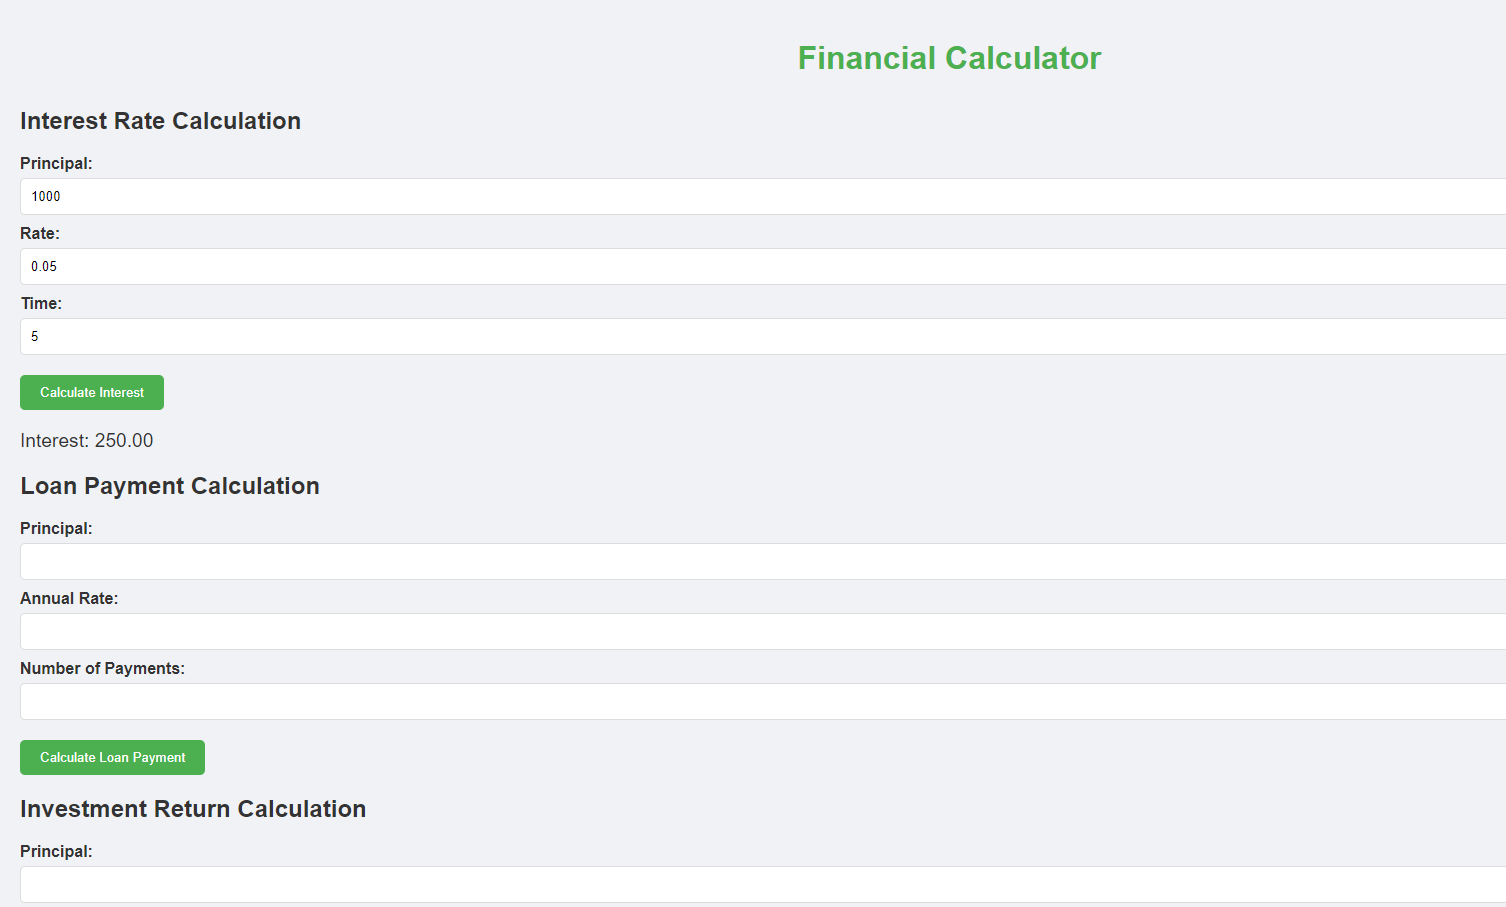 Financial Calculator
Interest Rate Calculation
Principal:
1000
Rate:
0.05
Time:
5
Calculate Interest
Interest: 250.00
Loan Payment Calculation
Principal:
Annual Rate:
Number of Payments:
Calculate Loan Payment
Investment Return Calculation
Principal: